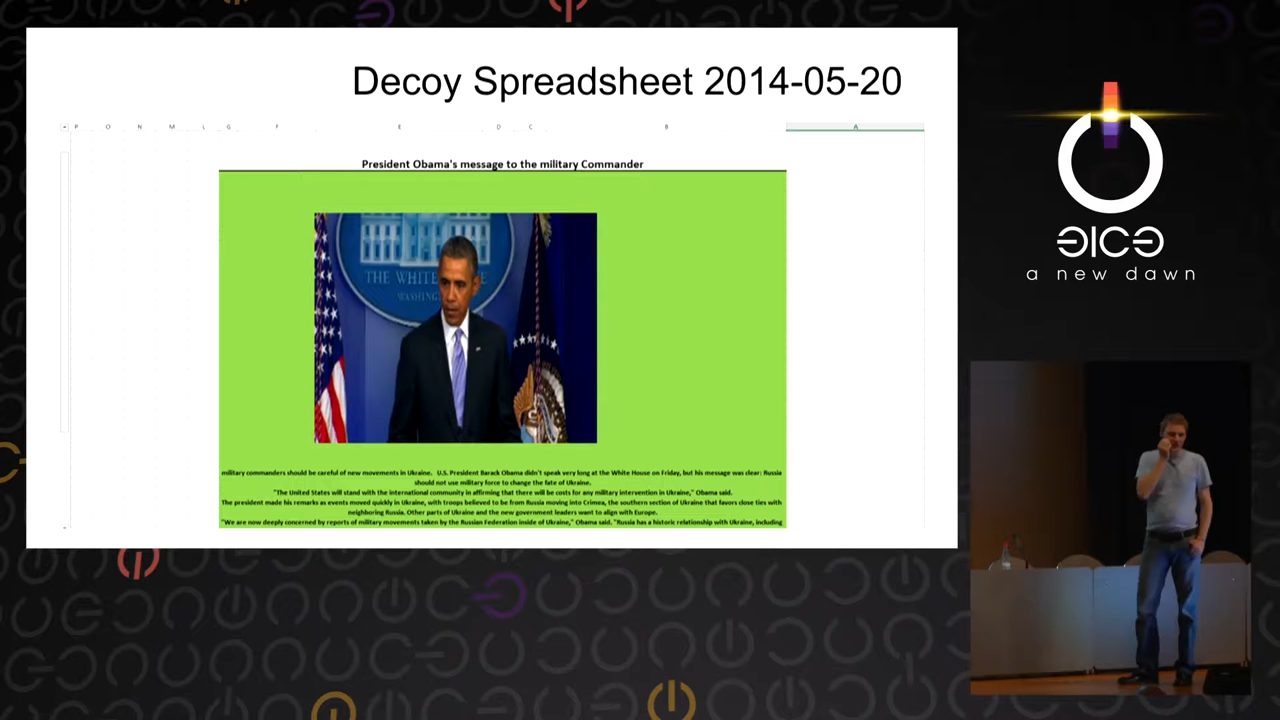 Decoy Spreadsheet 2014-05-20
P O N M L G F E D C B A
President Obama's message to the military Commander
THE WHITE
WASHING
military commanders should be careful of new movements in Ukraine. U.S. President Barack Obama didn't speak very long at the White House on Friday, but his message was clear: Russia
should not use military force to change the fate of Ukraine.
"The United States will stand with the international community in affirming that there will be costs for any military intervention in Ukraine," Obama said.
The president made his remarks as events moved quickly in Ukraine, with troops believed to be from Russia moving into Crimea, the southern section of Ukraine that favors close ties with
neighboring Russia. Other parts of Ukraine and the new government leaders want to align with Europe.
"We are now deeply concerned by reports of military movements taken by the Russian Federation inside of Ukraine," Obama said. "Russia has a historic relationship with Ukraine, including
a new dawn